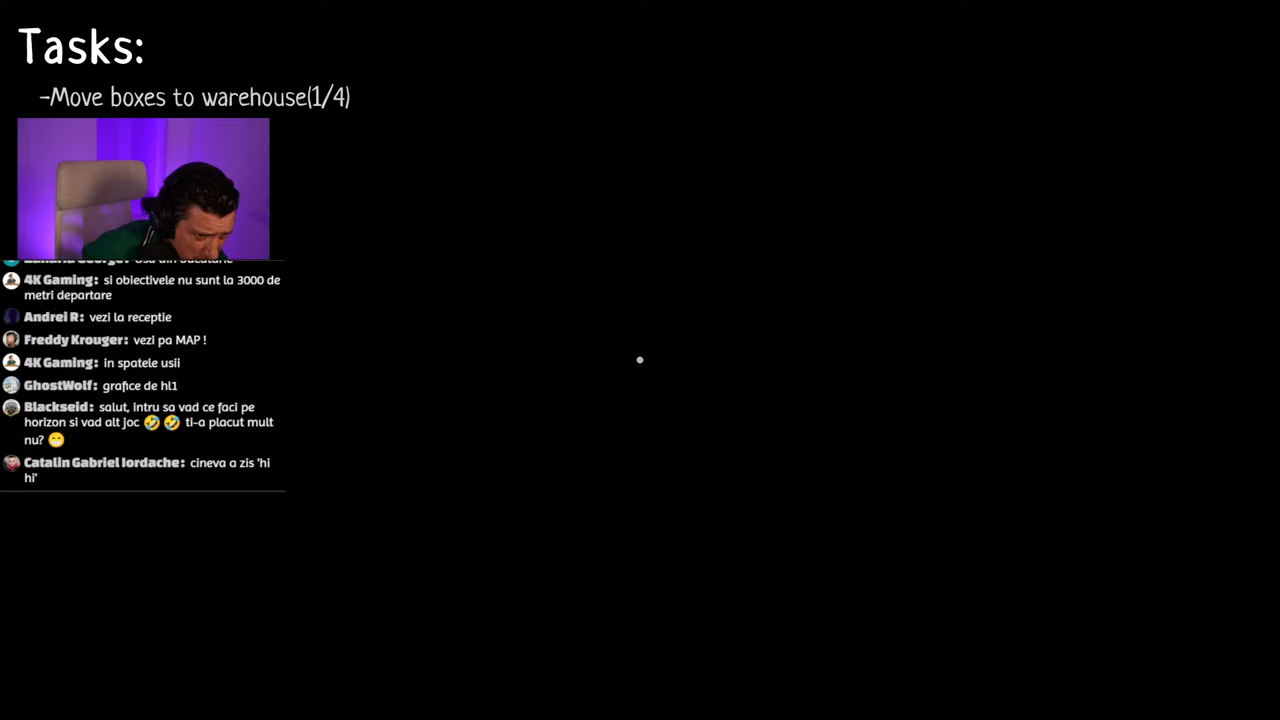 Tasks:
-Move boxes to warehouse(1/4)
4K Gaming: si obiectivele nu sunt la 3000 de
metri departare
Andrei R: vezi la receptie
Freddy Krouger: vezi pa MAP !
4K Gaming: in spatele usii
GhostWolf: grafice de hl1
Blackseid: salut, intru sa vad ce faci pe
horizon si vad alt joc 🤣 🤣 ti-a placut mult
nu? 😁
Catalin Gabriel Iordache: cineva a zis 'hi
hi'